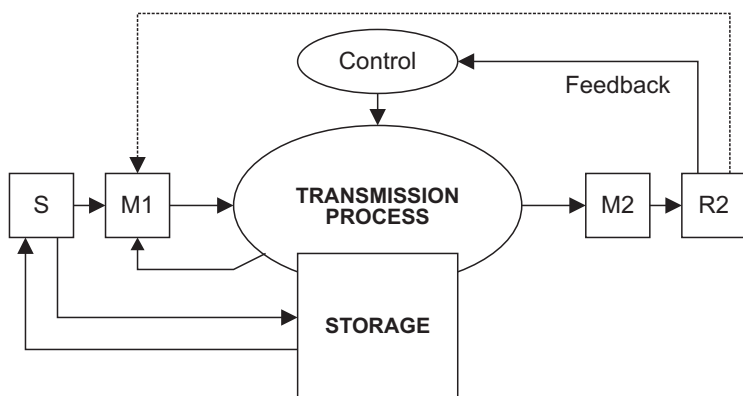 Control
Feedback
S
M1
TRANSMISSION
PROCESS
M2
R2
STORAGE